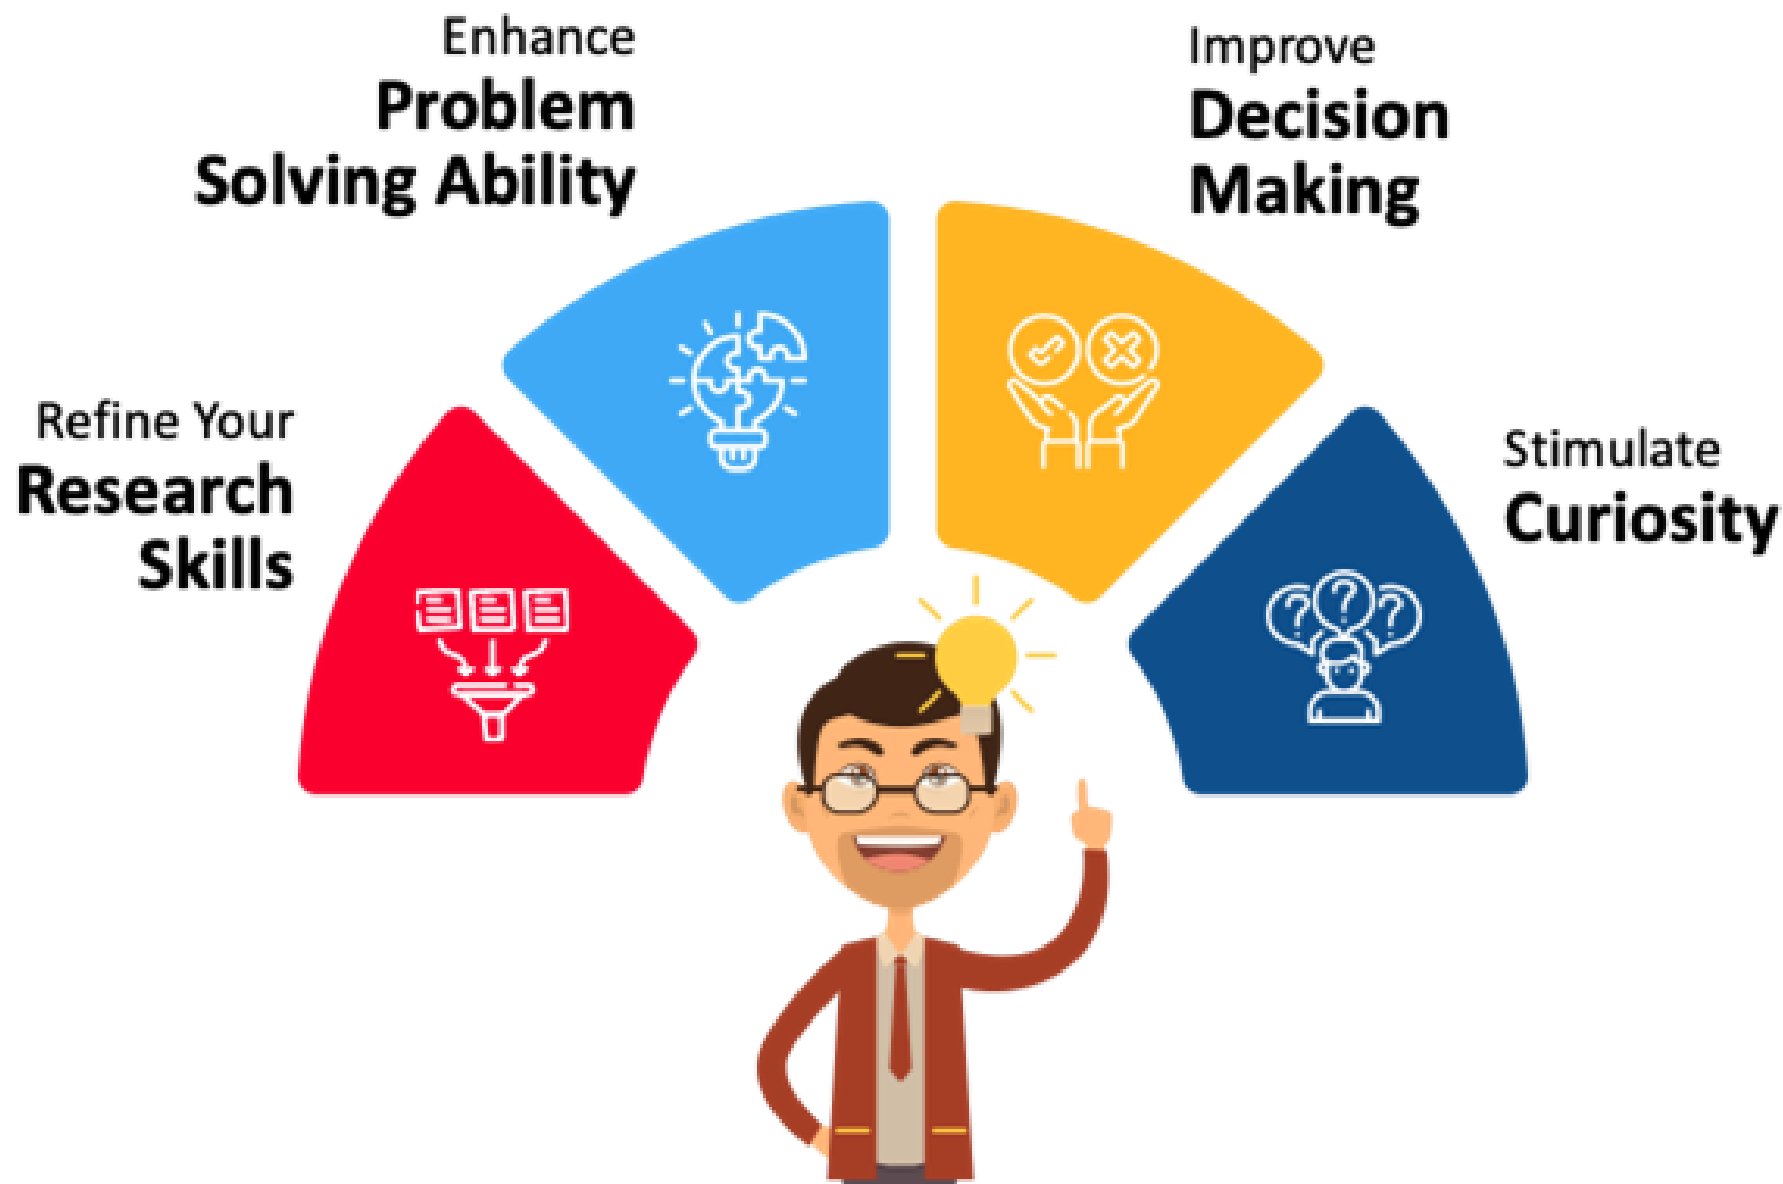 Enhance
Problem
Solving Ability
Improve
Decision
Making
Refine Your
Research
Skills
Stimulate
Curiosity
? ? ?